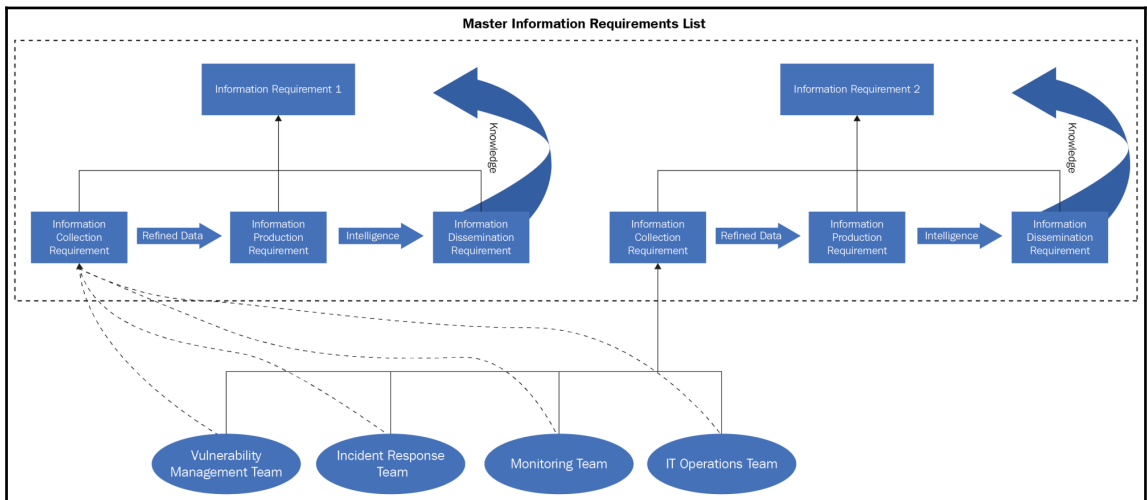 Master Information Requirements List
Information Requirement 1
Knowledge
Information
Collection
Requirement
Refined Data
Information
Production
Requirement
Intelligence
Information
Dissemination
Requirement
Information Requirement 2
Knowledge
Information
Collection
Requirement
Refined Data
Information
Production
Requirement
Intelligence
Information
Dissemination
Requirement
Vulnerability
Management Team
Incident Response
Team
Monitoring Team
IT Operations Team